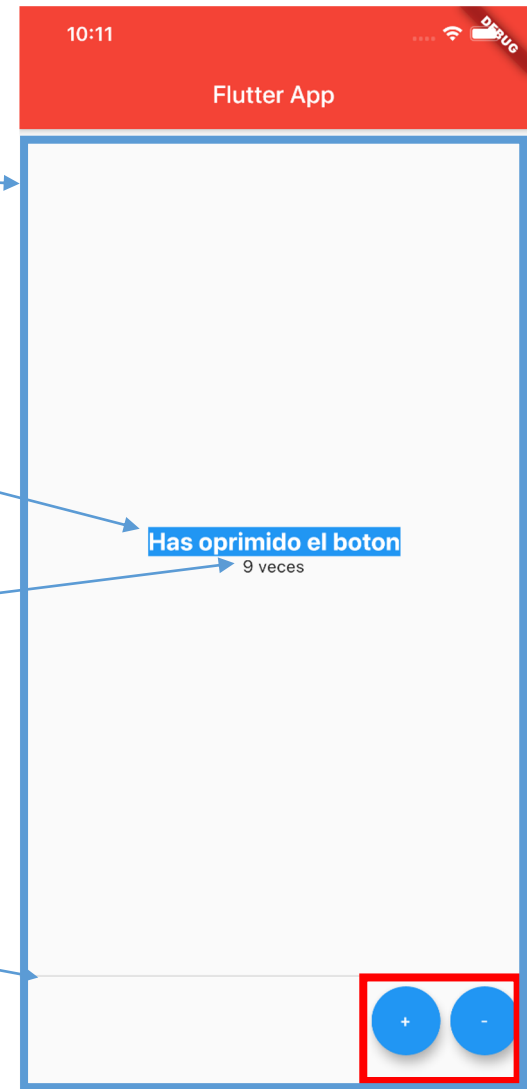 10:11
DEBUG
Flutter App
Has oprimido el boton
9 veces
+ -